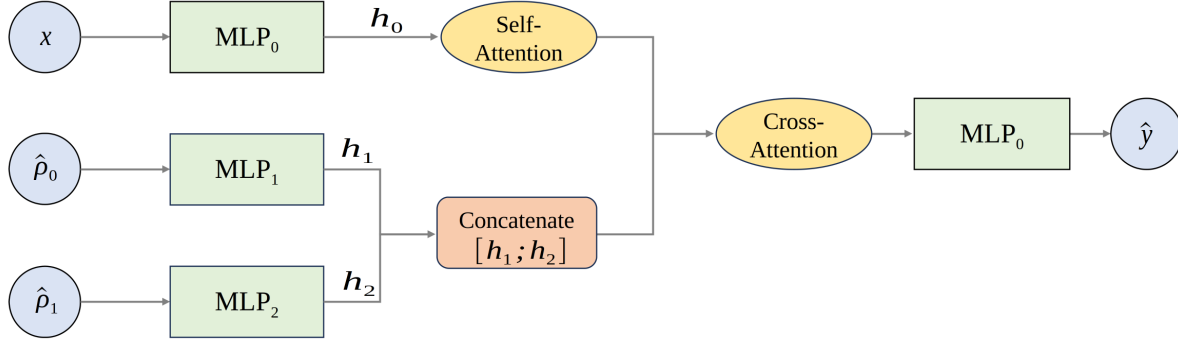 x
MLP₀
h₀
Self-
Attention
ρ̂₀
MLP₁
h₁
Concatenate
[h₁; h₂]
ρ̂₁
MLP₂
h₂
Cross-
Attention
MLP₀
ŷ